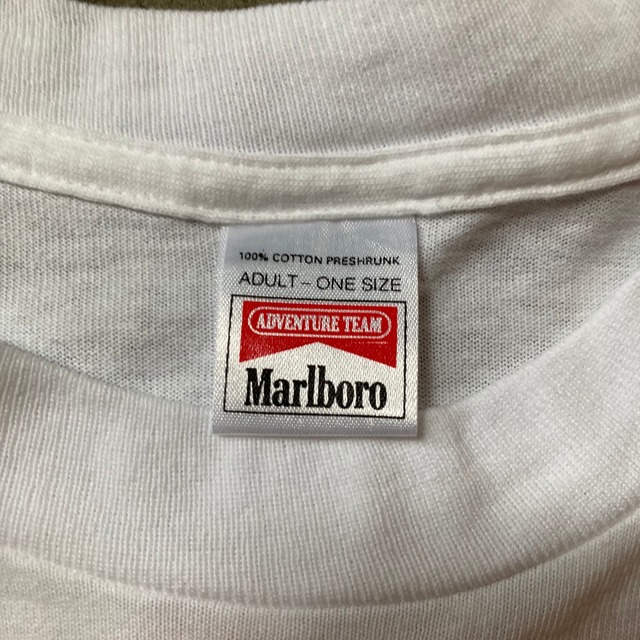 100% COTTON PRESHRUNK
ADULT – ONE SIZE
ADVENTURE TEAM
Marlboro